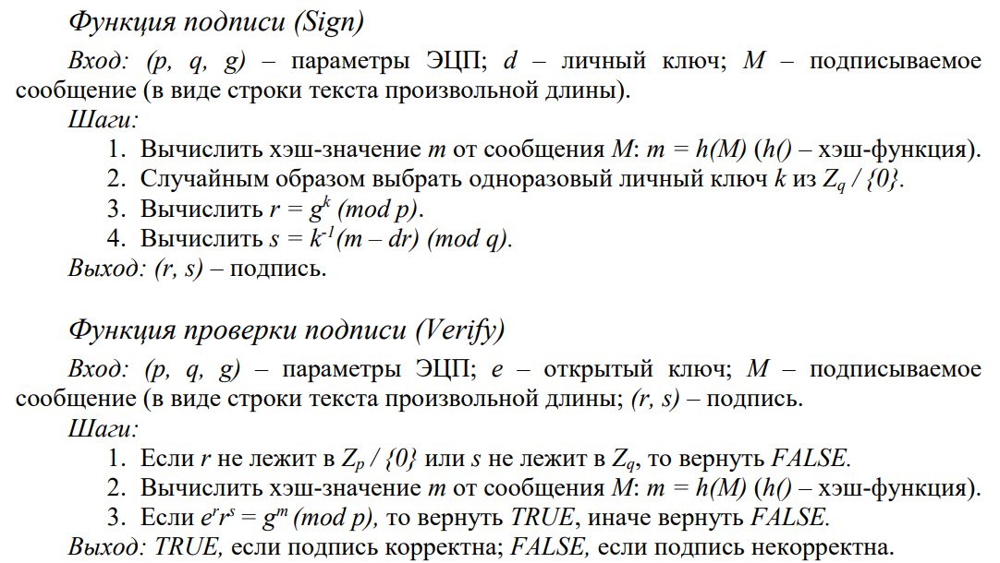 Функция подписи (Sign)
Вход: (p, q, g) – параметры ЭЦП; d – личный ключ; M – подписываемое
сообщение (в виде строки текста произвольной длины).
Шаги:
1. Вычислить хэш-значение m от сообщения M: m = h(M) (h() – хэш-функция).
2. Случайным образом выбрать одноразовый личный ключ k из Z_q / {0}.
3. Вычислить r = g^k (mod p).
4. Вычислить s = k^-1(m – dr) (mod q).
Выход: (r, s) – подпись.
Функция проверки подписи (Verify)
Вход: (p, q, g) – параметры ЭЦП; e – открытый ключ; M – подписываемое
сообщение (в виде строки текста произвольной длины; (r, s) – подпись.
Шаги:
1. Если r не лежит в Z_p / {0} или s не лежит в Z_q, то вернуть FALSE.
2. Вычислить хэш-значение m от сообщения M: m = h(M) (h() – хэш-функция).
3. Если e^r r^s = g^m (mod p), то вернуть TRUE, иначе вернуть FALSE.
Выход: TRUE, если подпись корректна; FALSE, если подпись некорректна.